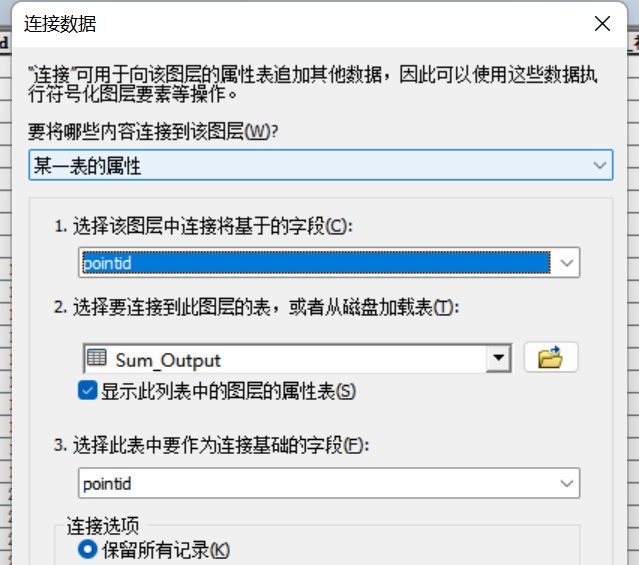 连接数据
“连接”可用于向该图层的属性表追加其他数据，因此可以使用这些数据执
行符号化图层要素等操作。
要将哪些内容连接到该图层(W)?
某一表的属性
1. 选择该图层中连接将基于的字段(C):
pointid
2. 选择要连接到此图层的表，或者从磁盘加载表(T):
Sum_Output
显示此列表中的图层的属性表(S)
3. 选择此表中要作为连接基础的字段(F):
pointid
连接选项
保留所有记录(K)